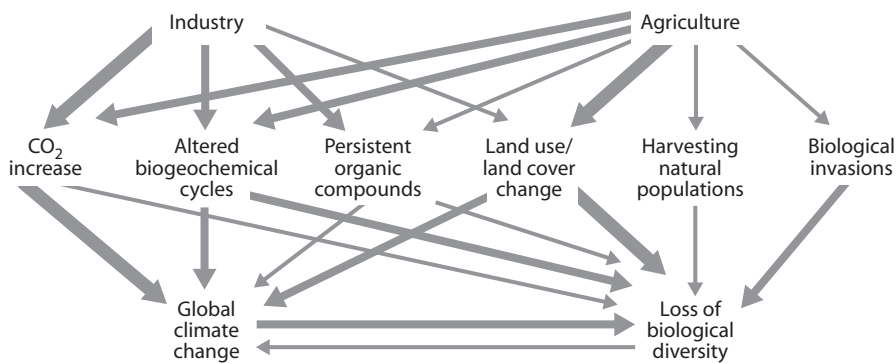 Industry
Agriculture
CO₂
increase
Altered
biogeochemical
cycles
Persistent
organic
compounds
Land use/
land cover
change
Harvesting
natural
populations
Biological
invasions
Global
climate
change
Loss of
biological
diversity